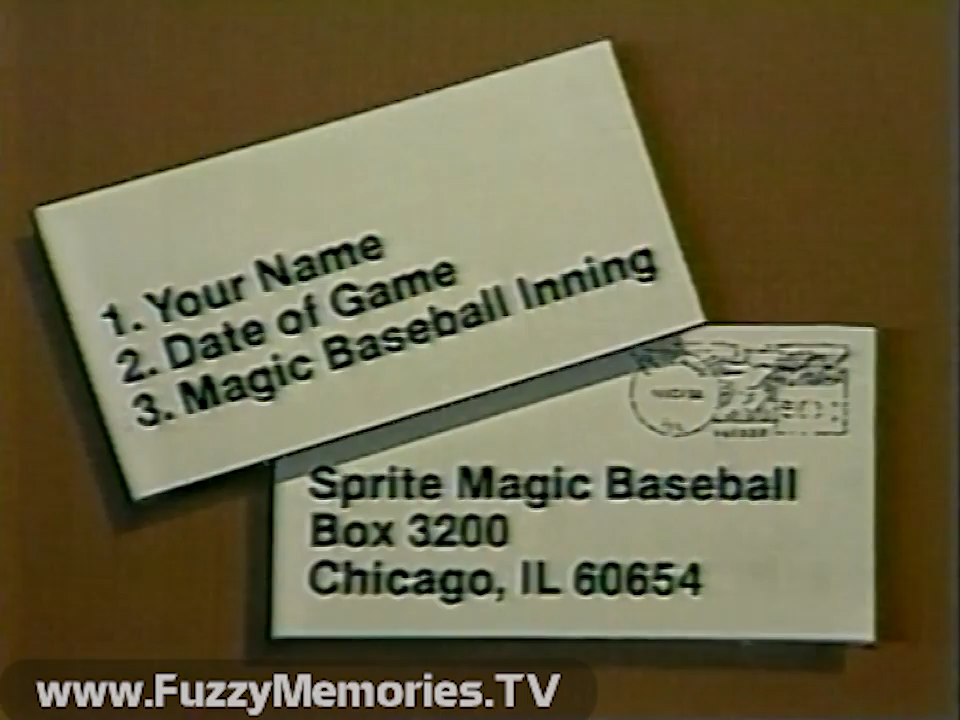 1. Your Name
2. Date of Game
3. Magic Baseball Inning
Sprite Magic Baseball
Box 3200
Chicago, IL 60654
www.FuzzyMemories.TV